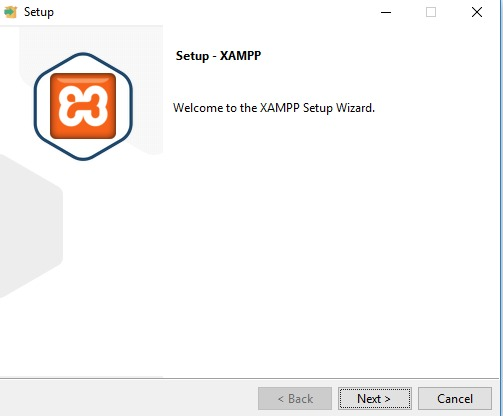 Setup
Setup - XAMPP
Welcome to the XAMPP Setup Wizard.
< Back
Next >
Cancel